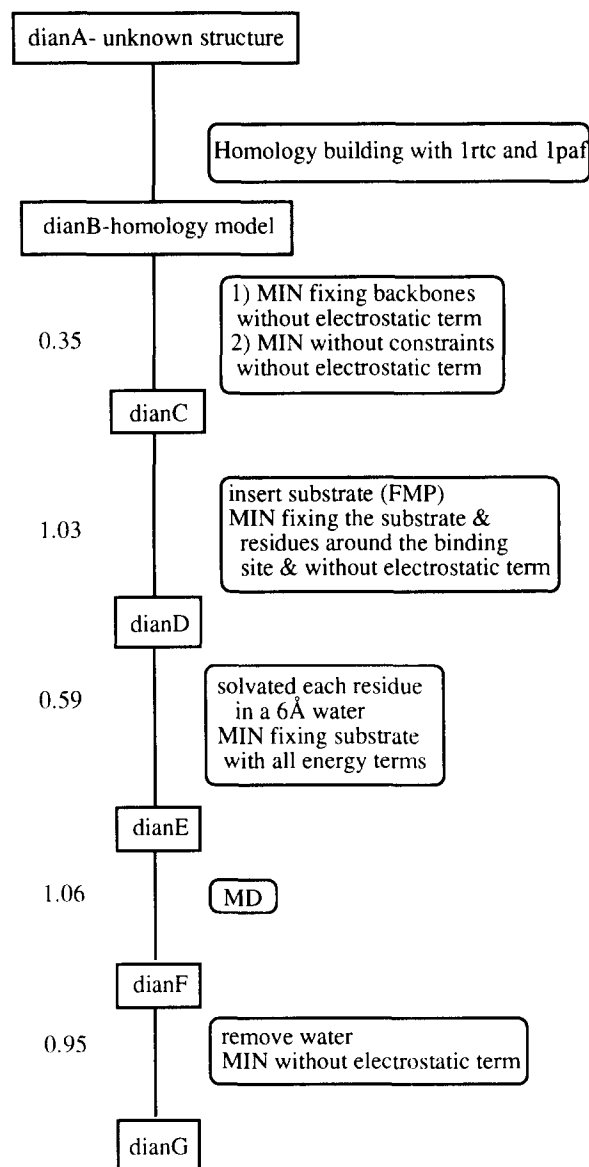 dianA- unknown structure
Homology building with 1rtc and 1paf
dianB-homology model
1) MIN fixing backbones
without electrostatic term
2) MIN without constraints
without electrostatic term
0.35
dianC
insert substrate (FMP)
MIN fixing the substrate &
residues around the binding
site & without electrostatic term
1.03
dianD
solvated each residue
in a 6Å water
MIN fixing substrate
with all energy terms
0.59
dianE
1.06
MD
dianF
remove water
MIN without electrostatic term
0.95
dianG